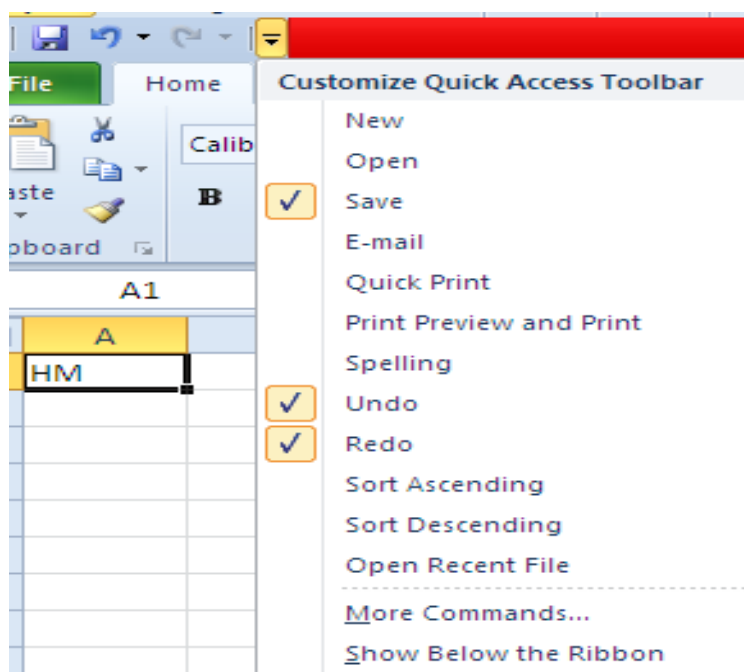 File
Home
Customize Quick Access Toolbar
New
Open
Save
E-mail
Quick Print
Print Preview and Print
Spelling
Undo
Redo
Sort Ascending
Sort Descending
Open Recent File
More Commands...
Show Below the Ribbon
Calib
aste
B
pboard
A1
A
HM